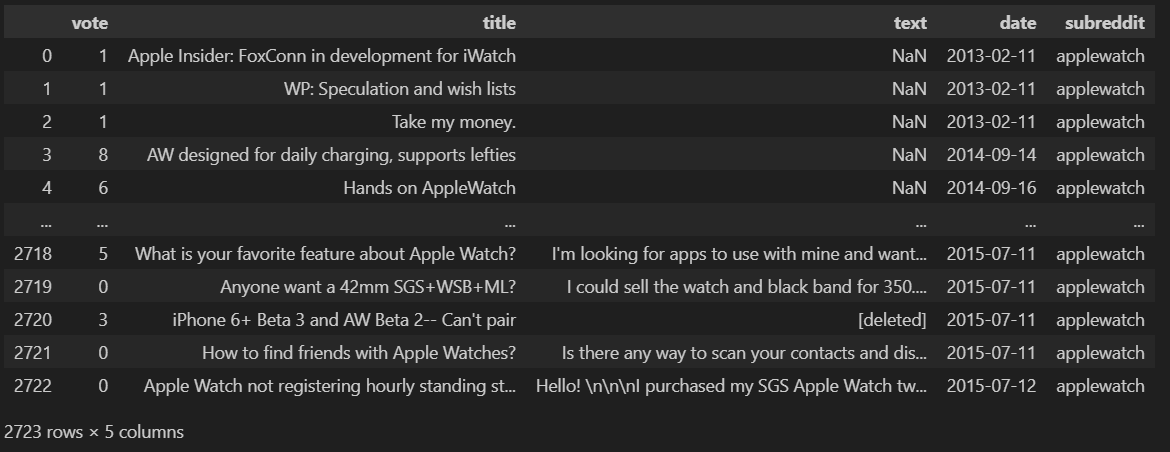 vote title text date subreddit
0 1 Apple Insider: FoxConn in development for iWatch NaN 2013-02-11 applewatch
1 1 WP: Speculation and wish lists NaN 2013-02-11 applewatch
2 1 Take my money. NaN 2013-02-11 applewatch
3 8 AW designed for daily charging, supports lefties NaN 2014-09-14 applewatch
4 6 Hands on AppleWatch NaN 2014-09-16 applewatch
... ... ... ... ... ...
2718 5 What is your favorite feature about Apple Watch? I'm looking for apps to use with mine and want... 2015-07-11 applewatch
2719 0 Anyone want a 42mm SGS+WSB+ML? I could sell the watch and black band for 350.... 2015-07-11 applewatch
2720 3 iPhone 6+ Beta 3 and AW Beta 2-- Can't pair [deleted] 2015-07-11 applewatch
2721 0 How to find friends with Apple Watches? Is there any way to scan your contacts and dis... 2015-07-11 applewatch
2722 0 Apple Watch not registering hourly standing st... Hello! \n\n\nI purchased my SGS Apple Watch tw... 2015-07-12 applewatch
2723 rows × 5 columns